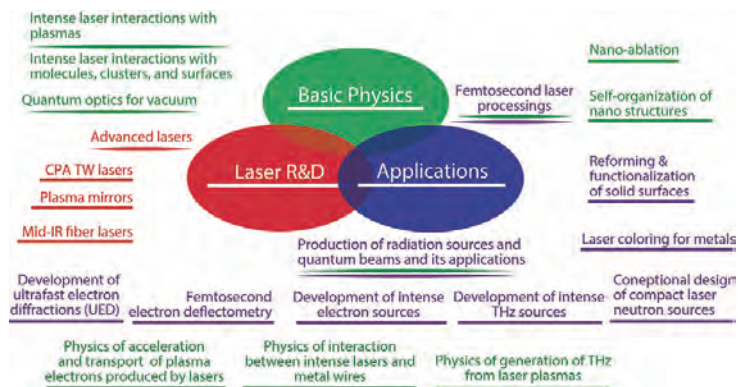 Intense laser interactions with
plasmas
Intense laser interactions with
molecules, clusters, and surfaces
Quantum optics for vacuum
Advanced lasers
CPA TW lasers
Plasma mirrors
Mid-IR fiber lasers
Basic Physics
Laser R&D
Applications
Femtosecond laser
processings
Nano-ablation
Self-organization of
nano structures
Reforming &
functionalization
of solid surfaces
Laser coloring for metals
Production of radiation sources and
quantum beams and its applications
Development of
ultrafast electron
diffractions (UED)
Femtosecond
electron deflectometry
Development of intense
electron sources
Development of intense
THz sources
Coneptional design
of compact laser
neutron sources
Physics of acceleration
and transport of plasma
electrons produced by lasers
Physics of interaction
between intense lasers and
metal wires
Physics of generation of THz
from laser plasmas